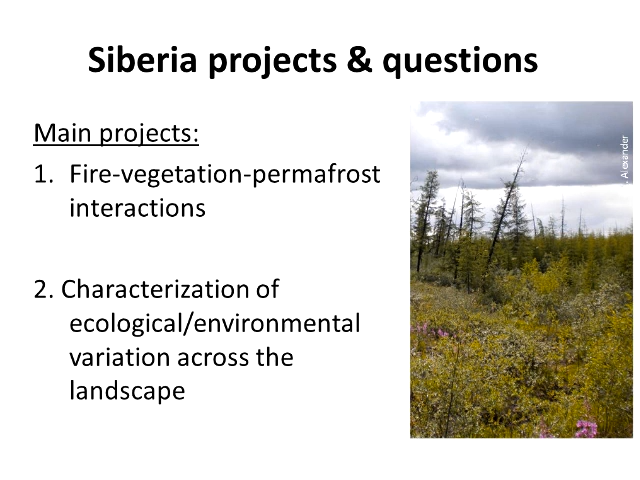 Siberia projects & questions
Main projects:
1. Fire-vegetation-permafrost
interactions
2. Characterization of
ecological/environmental
variation across the
landscape
. Alexander